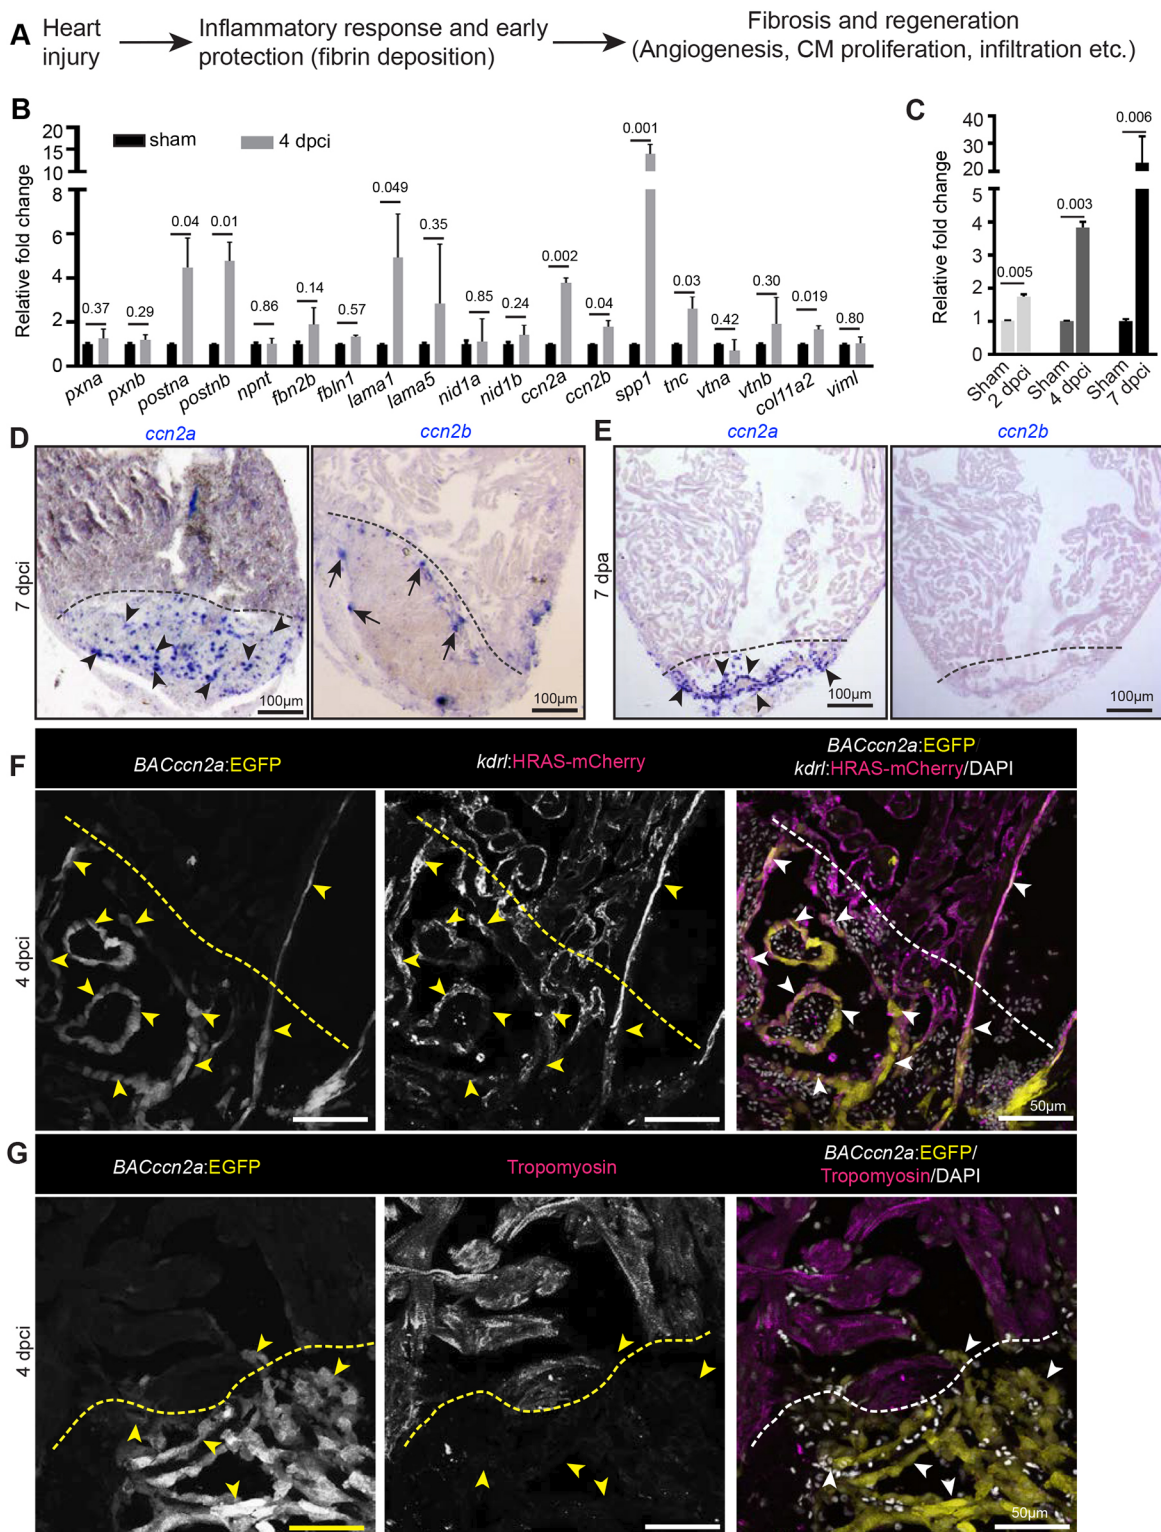 A
Heart
injury
Inflammatory response and early
protection (fibrin deposition)
Fibrosis and regeneration
(Angiogenesis, CM proliferation, infiltration etc.)
B
Relative fold change
20
15
10
8
6
4
2
0
sham
4 dpci
0.37
0.29
0.04
0.01
0.86
0.14
0.57
0.049
0.35
0.85
0.24
0.002
0.04
0.001
0.03
0.42
0.30
0.019
0.80
pxna
pxnb
postna
postnb
npnt
fbn2b
fbln1
lama1
lama5
nid1a
nid1b
ccn2a
ccn2b
spp1
tnc
vtna
vtnb
col11a2
viml
C
Relative fold change
40
30
20
5
4
3
2
1
0
0.005
0.003
0.006
Sham
2 dpci
Sham
4 dpci
Sham
7 dpci
D
ccn2a
ccn2b
7 dpci
100μm
100μm
E
ccn2a
ccn2b
7 dpa
100μm
100μm
F
BACccn2a:EGFP
kdrl:HRAS-mCherry
BACccn2a:EGFP
kdrl:HRAS-mCherry/DAPI
4 dpci
50μm
G
BACccn2a:EGFP
Tropomyosin
BACccn2a:EGFP/
Tropomyosin/DAPI
4 dpci
50μm